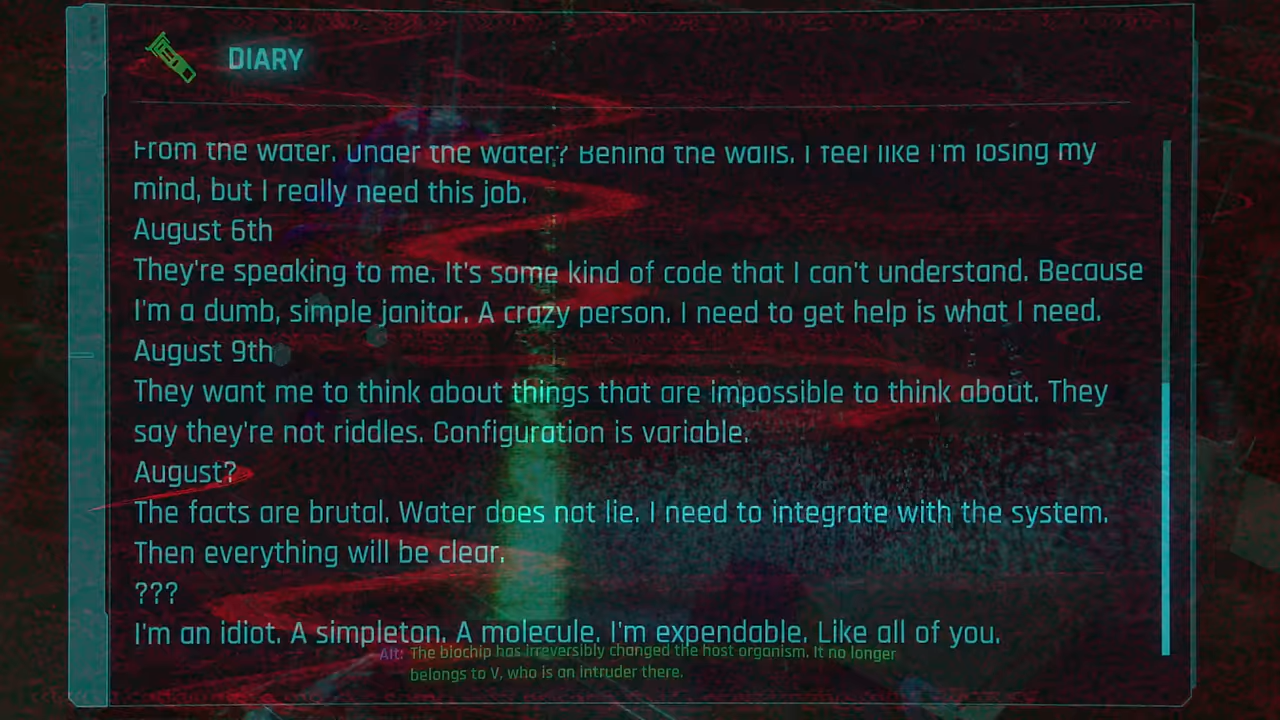 DIARY
From the water. Under the water? Behind the walls. I feel like I'm losing my
mind, but I really need this job.
August 6th
They're speaking to me. It's some kind of code that I can't understand. Because
I'm a dumb, simple janitor. A crazy person. I need to get help is what I need.
August 9th
They want me to think about things that are impossible to think about. They
say they're not riddles. Configuration is variable.
August?
The facts are brutal. Water does not lie. I need to integrate with the system.
Then everything will be clear.
???
I'm an idiot. A simpleton. A molecule. I'm expendable. Like all of you.
Alt: The biochip has irreversibly changed the host organism. It no longer
belongs to V, who is an intruder there.